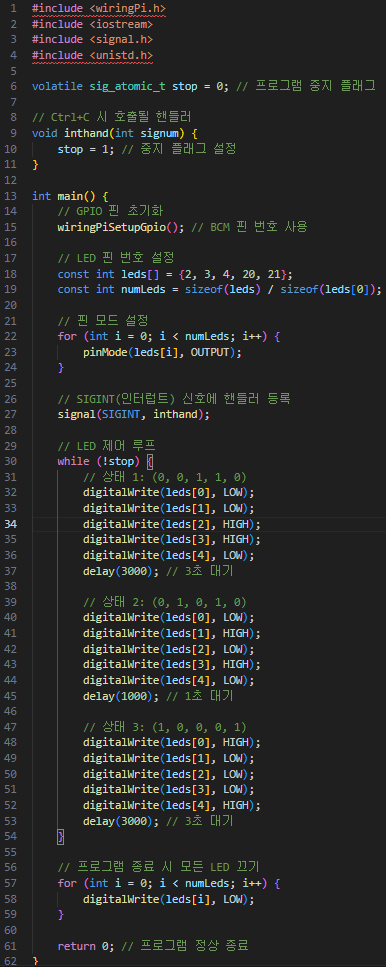 1 #include <wiringPi.h>
2 #include <iostream>
3 #include <signal.h>
4 #include <unistd.h>
5
6 volatile sig_atomic_t stop = 0; // 프로그램 중지 플래그
7
8 // Ctrl+C 시 호출될 핸들러
9 void inthand(int signum) {
10     stop = 1; // 중지 플래그 설정
11 }
12
13 int main() {
14     // GPIO 핀 초기화
15     wiringPiSetupGpio(); // BCM 핀 번호 사용
16
17     // LED 핀 번호 설정
18     const int leds[] = {2, 3, 4, 20, 21};
19     const int numLeds = sizeof(leds) / sizeof(leds[0]);
20
21     // 핀 모드 설정
22     for (int i = 0; i < numLeds; i++) {
23         pinMode(leds[i], OUTPUT);
24     }
25
26     // SIGINT(인터럽트) 신호에 핸들러 등록
27     signal(SIGINT, inthand);
28
29     // LED 제어 루프
30     while (!stop) {
31         // 상태 1: (0, 0, 1, 1, 0)
32         digitalWrite(leds[0], LOW);
33         digitalWrite(leds[1], LOW);
34         digitalWrite(leds[2], HIGH);
35         digitalWrite(leds[3], HIGH);
36         digitalWrite(leds[4], LOW);
37         delay(3000); // 3초 대기
38
39         // 상태 2: (0, 1, 0, 1, 0)
40         digitalWrite(leds[0], LOW);
41         digitalWrite(leds[1], HIGH);
42         digitalWrite(leds[2], LOW);
43         digitalWrite(leds[3], HIGH);
44         digitalWrite(leds[4], LOW);
45         delay(1000); // 1초 대기
46
47         // 상태 3: (1, 0, 0, 0, 1)
48         digitalWrite(leds[0], HIGH);
49         digitalWrite(leds[1], LOW);
50         digitalWrite(leds[2], LOW);
51         digitalWrite(leds[3], LOW);
52         digitalWrite(leds[4], HIGH);
53         delay(3000); // 3초 대기
54     }
55
56     // 프로그램 종료 시 모든 LED 끄기
57     for (int i = 0; i < numLeds; i++) {
58         digitalWrite(leds[i], LOW);
59     }
60
61     return 0; // 프로그램 정상 종료
62 }